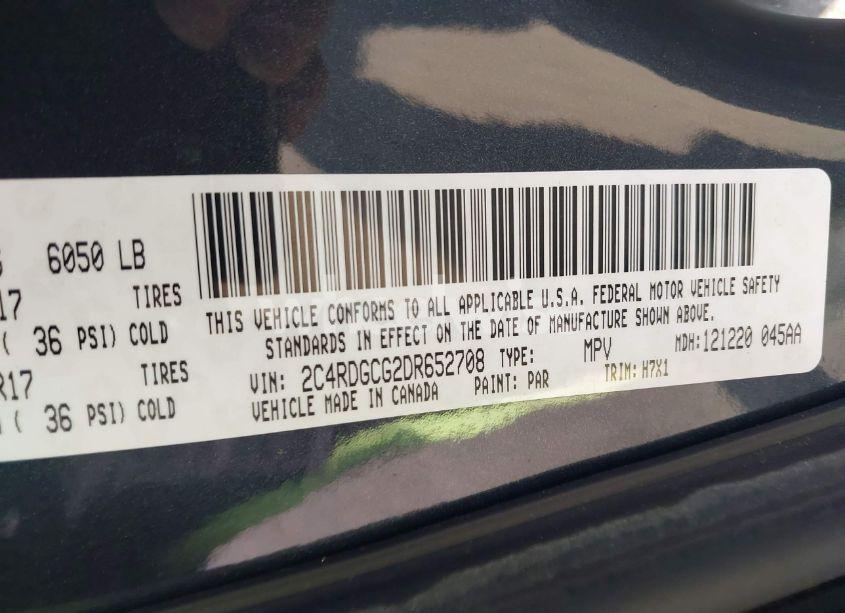 6050 LB
17 TIRES
( 36 PSI) COLD
R17 TIRES
( 36 PSI) COLD
THIS VEHICLE CONFORMS TO ALL APPLICABLE U.S.A. FEDERAL MOTOR VEHICLE SAFETY
STANDARDS IN EFFECT ON THE DATE OF MANUFACTURE SHOWN ABOVE.
VIN: 2C4RDGCG2DR652708 TYPE: MPV MDH: 121220 045AA
VEHICLE MADE IN CANADA PAINT: PAR TRIM: H7X1